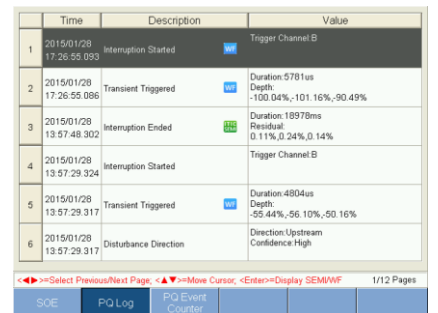 Time Description Value
1 2015/01/28 17:26:55.093 Interruption Started WF Trigger Channel:B
2 2015/01/28 17:26:55.086 Transient Triggered WF Duration:5781us
Depth:
-100.04%,-101.16%,-90.49%
3 2015/01/28 13:57:48.302 Interruption Ended ITIC SEMI Duration:18978ms
Residual:
0.11%,0.24%,0.14%
4 2015/01/28 13:57:29.324 Interruption Started Trigger Channel:B
5 2015/01/28 13:57:29.317 Transient Triggered WF Duration:4804us
Depth:
-55.44%,-56.10%,-50.16%
6 2015/01/28 13:57:29.317 Disturbance Direction Direction:Upstream
Confidence:High
<◀▶>=Select Previous/Next Page; <▲▼>=Move Cursor; <Enter>=Display SEMI/WF 1/12 Pages
SOE PQ Log PQ Event
Counter